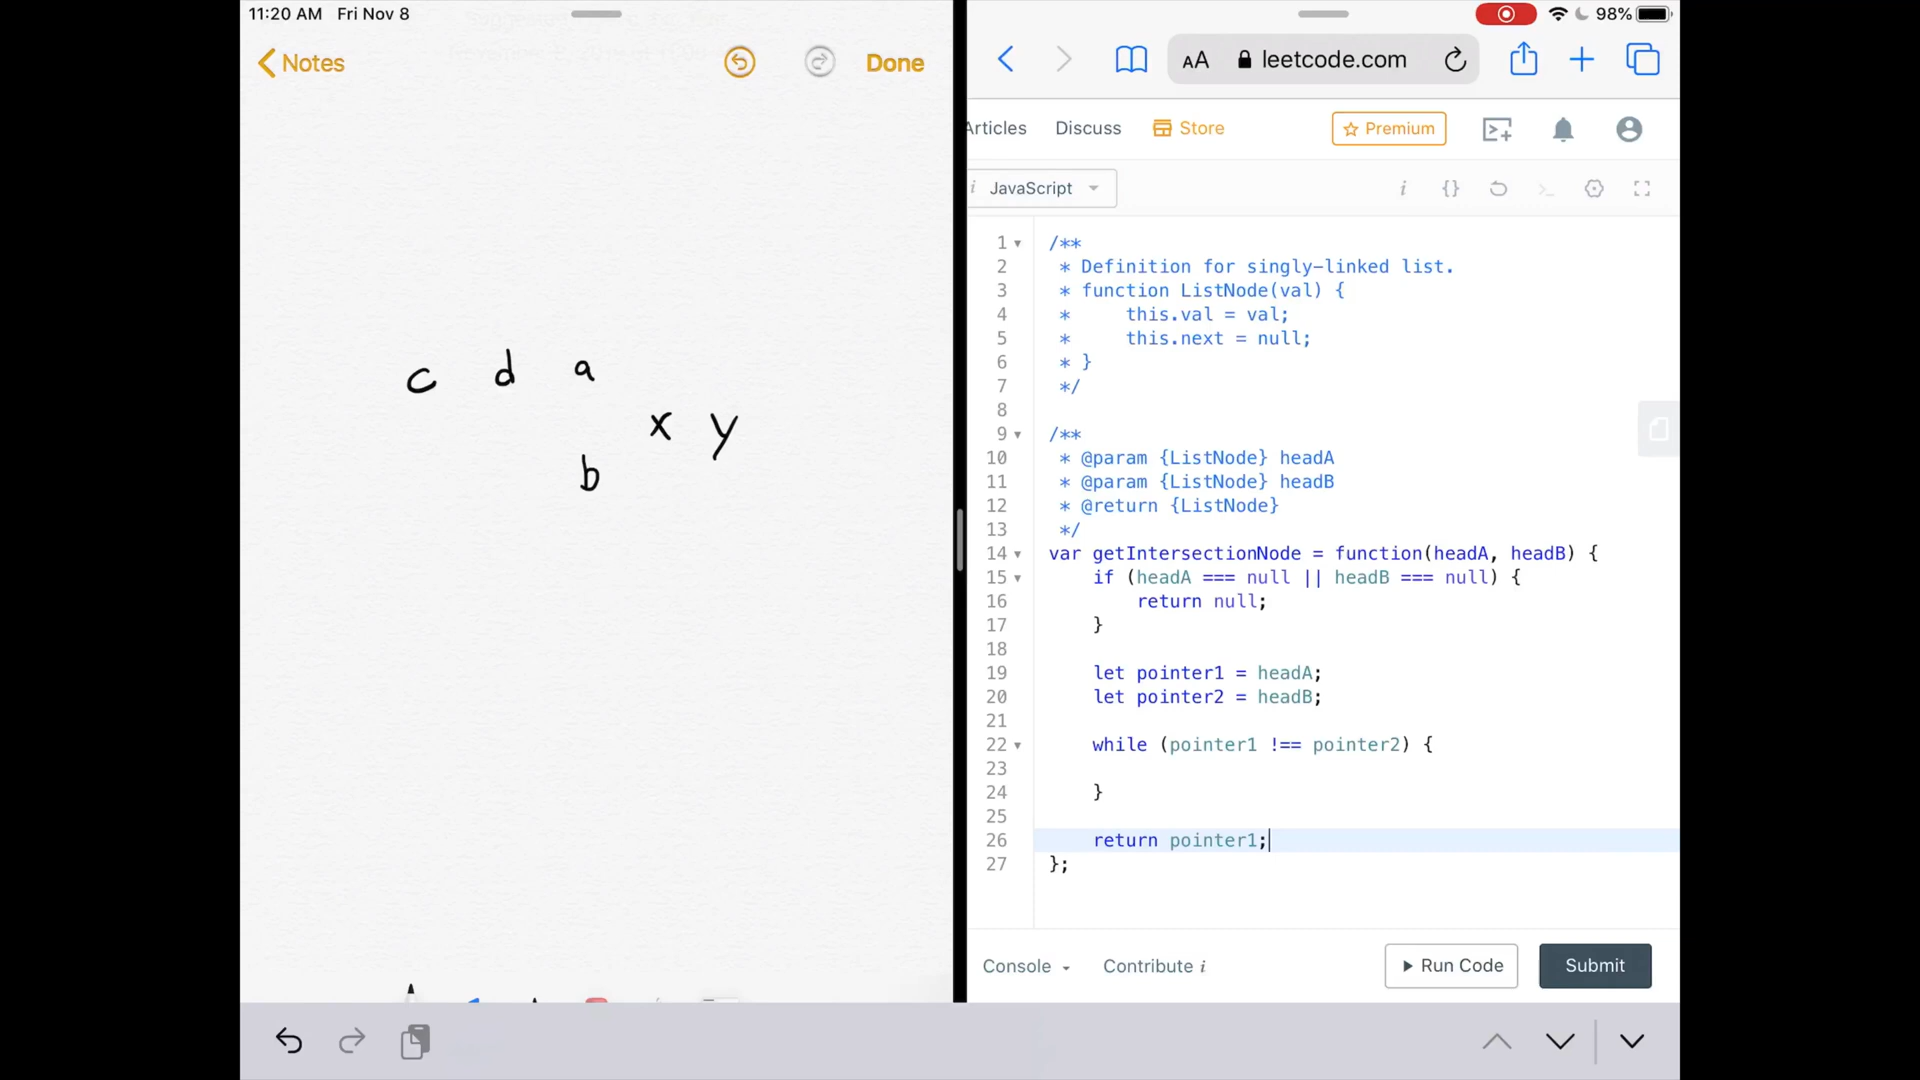 11:20 AM Fri Nov 8
98%
Notes
Done
AA leetcode.com
Articles Discuss Store
Premium
i JavaScript
i {}
1 /**
2 * Definition for singly-linked list.
3 * function ListNode(val) {
4 * this.val = val;
5 * this.next = null;
6 * }
7 */
8
9 /**
10 * @param {ListNode} headA
11 * @param {ListNode} headB
12 * @return {ListNode}
13 */
14 var getIntersectionNode = function(headA, headB) {
15 if (headA === null || headB === null) {
16 return null;
17 }
18
19 let pointer1 = headA;
20 let pointer2 = headB;
21
22 while (pointer1 !== pointer2) {
23
24 }
25
26 return pointer1;
27 };
c d a
x y
b
Console Contribute i
Run Code Submit